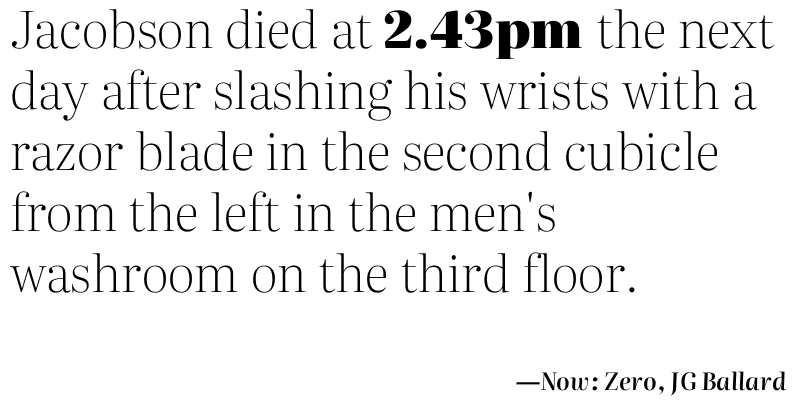 Jacobson died at 2.43pm the next
day after slashing his wrists with a
razor blade in the second cubicle
from the left in the men's
washroom on the third floor.
—Now: Zero, JG Ballard